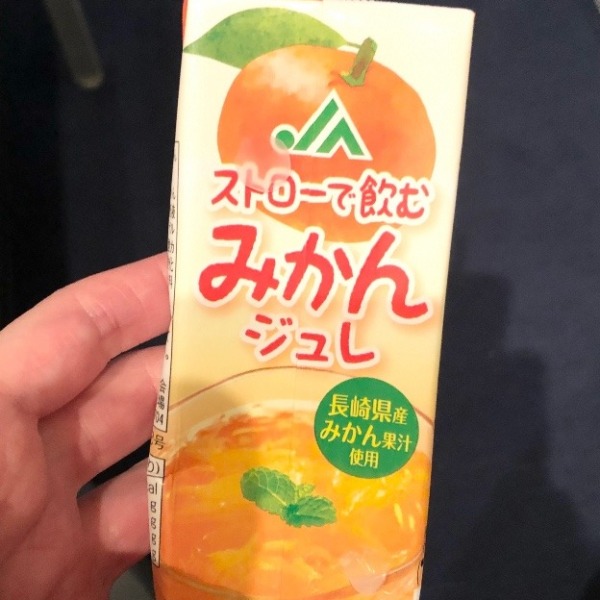 JA
ストローで飲む
みかん
ジュレ
長崎県産
みかん果汁
使用